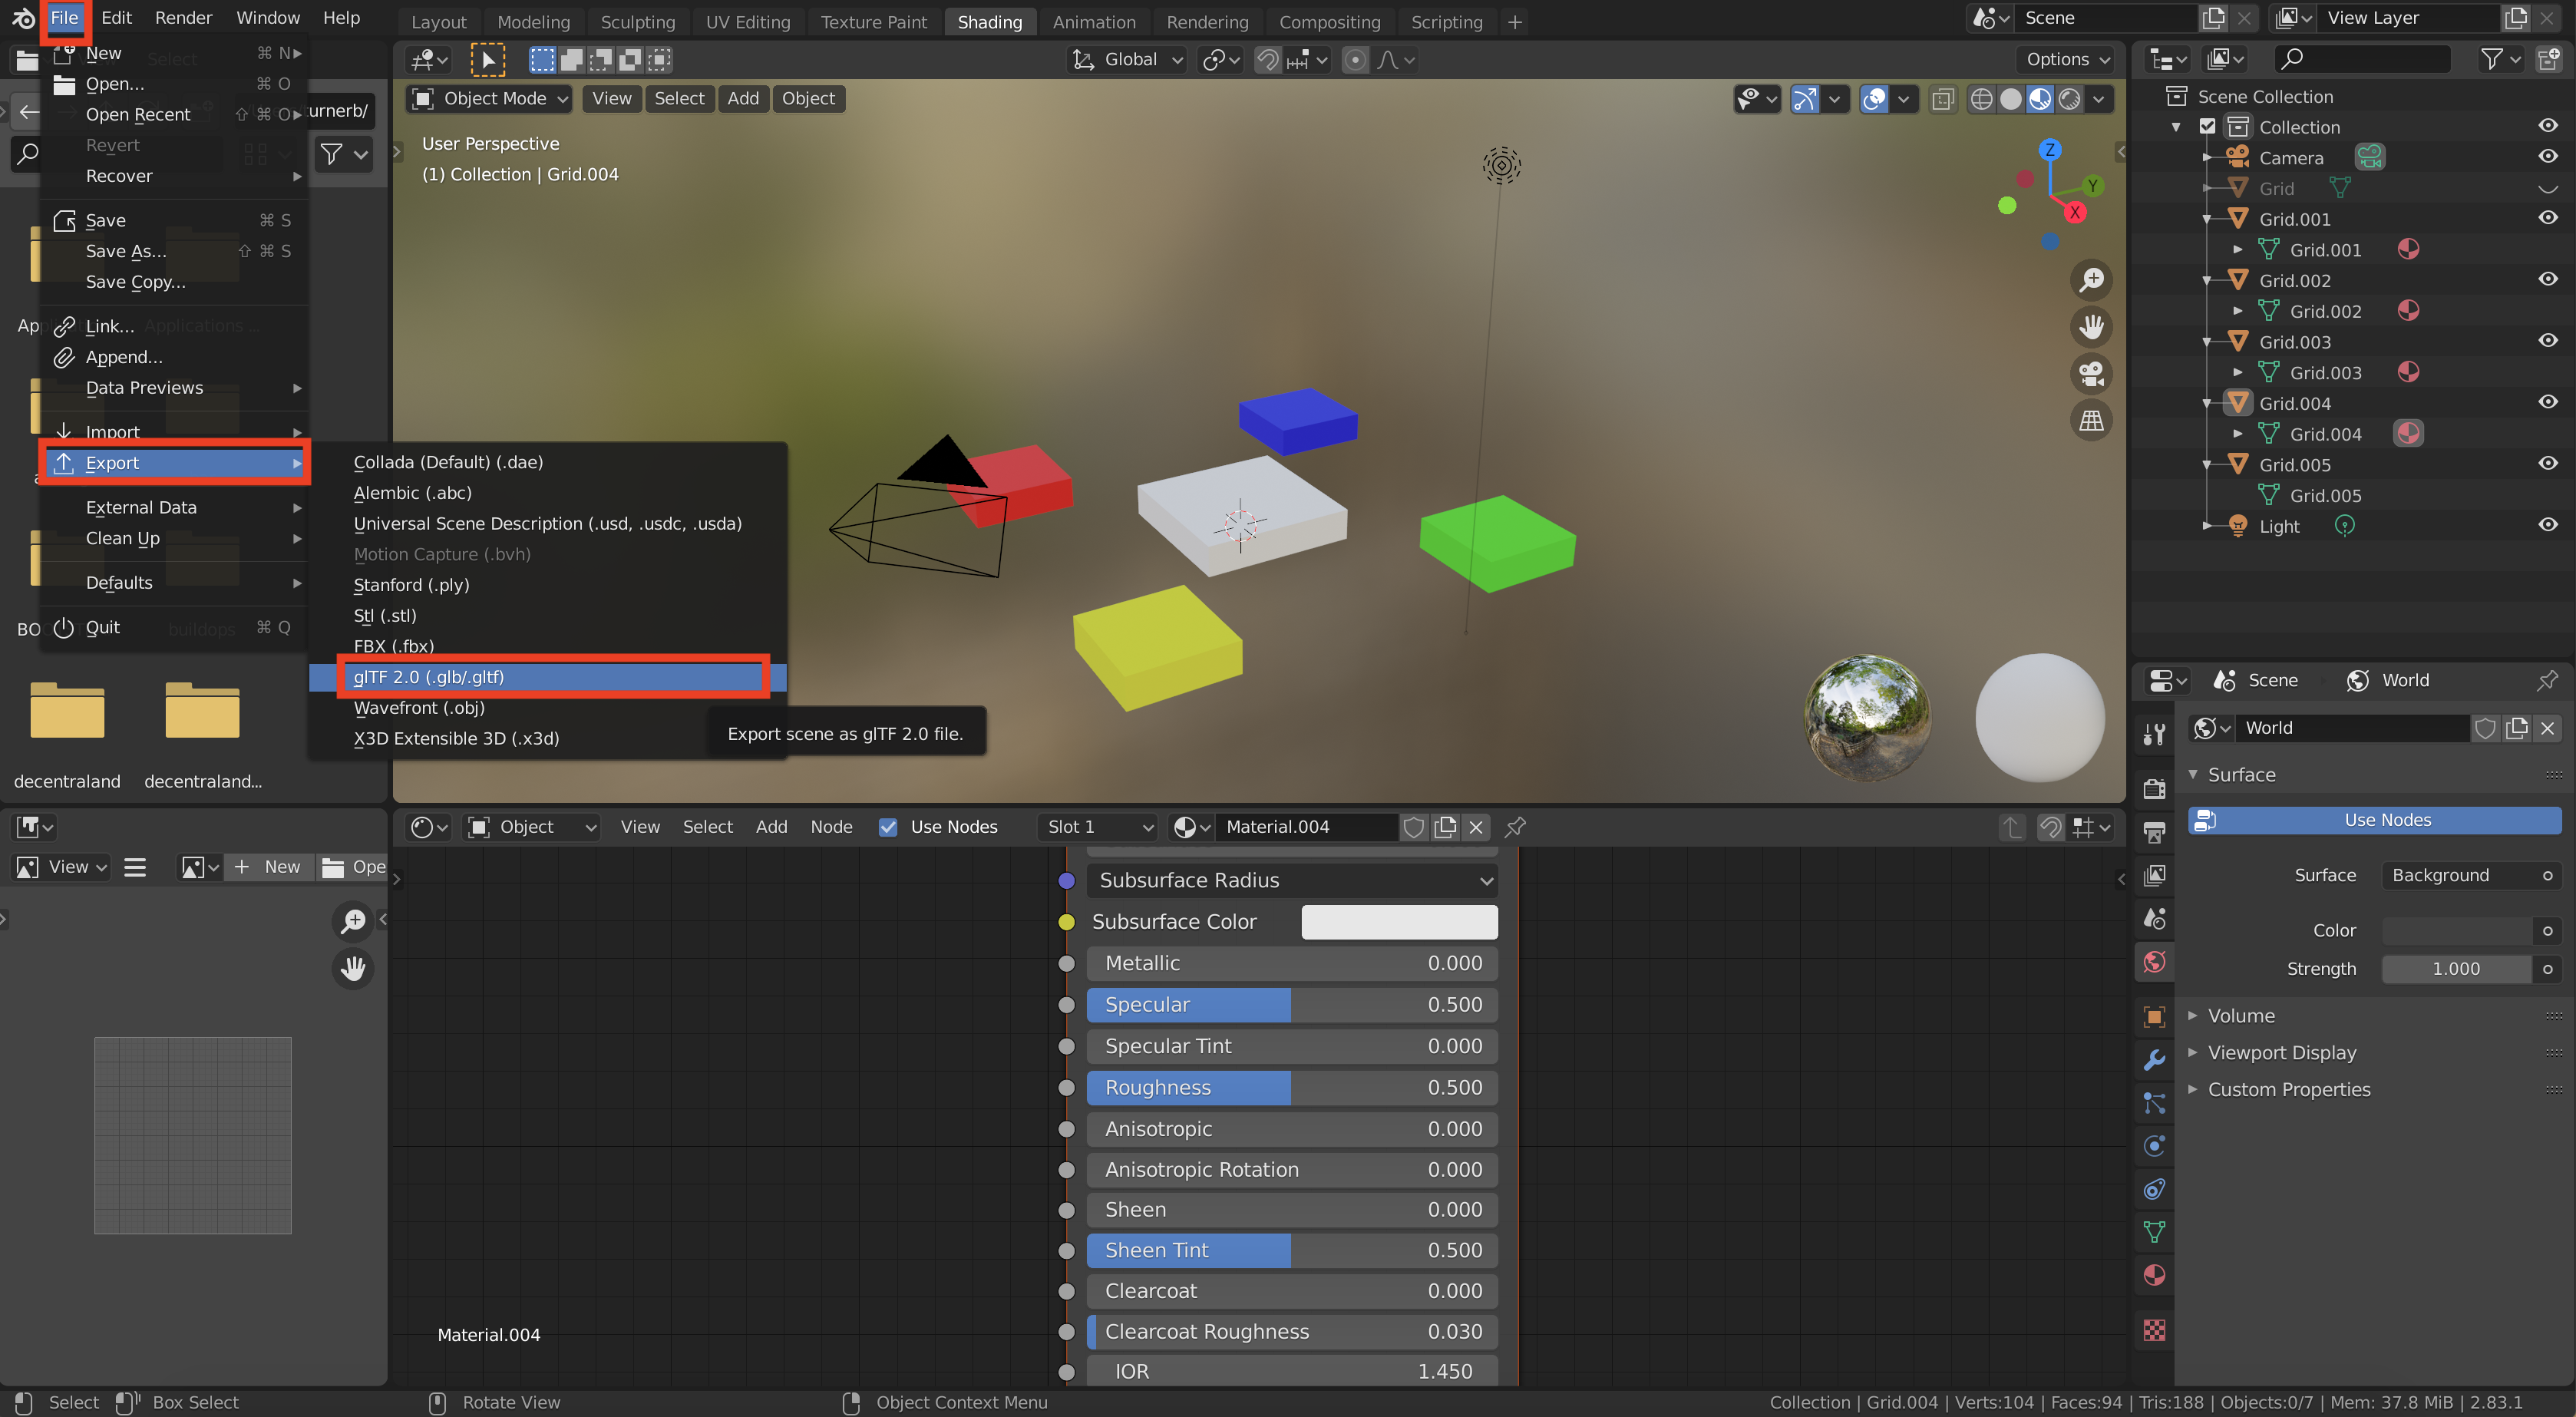 File Edit Render Window Help
Layout Modeling Sculpting UV Editing Texture Paint Shading Animation Rendering Compositing Scripting +
Scene
View Layer
New ⌘ N
Select
Open... ⌘ O
Open Recent ⇧ ⌘ O
urnerb/
Revert
Recover
Save ⌘ S
Save As... ⇧ ⌘ S
Save Copy...
Link...
Applications ...
Append...
Data Previews
Import
Export
External Data
Clean Up
Defaults
Quit ⌘ Q
buildops
decentraland
decentraland...
Collada (Default) (.dae)
Alembic (.abc)
Universal Scene Description (.usd, .usdc, .usda)
Motion Capture (.bvh)
Stanford (.ply)
Stl (.stl)
FBX (.fbx)
glTF 2.0 (.glb/.gltf)
Wavefront (.obj)
X3D Extensible 3D (.x3d)
Export scene as glTF 2.0 file.
Global
Options
Object Mode View Select Add Object
User Perspective
(1) Collection | Grid.004
Z
Y
X
Scene Collection
Collection
Camera
Grid
Grid.001
Grid.001
Grid.002
Grid.002
Grid.003
Grid.003
Grid.004
Grid.004
Grid.005
Grid.005
Light
Scene World
World
Surface
Use Nodes
Surface Background
Color
Strength 1.000
Volume
Viewport Display
Custom Properties
View + New Ope
Object View Select Add Node Use Nodes Slot 1 Material.004
Subsurface Radius
Subsurface Color
Metallic 0.000
Specular 0.500
Specular Tint 0.000
Roughness 0.500
Anisotropic 0.000
Anisotropic Rotation 0.000
Sheen 0.000
Sheen Tint 0.500
Clearcoat 0.000
Clearcoat Roughness 0.030
IOR 1.450
Material.004
Select Box Select Rotate View Object Context Menu
Collection | Grid.004 | Verts:104 | Faces:94 | Tris:188 | Objects:0/7 | Mem: 37.8 MiB | 2.83.1